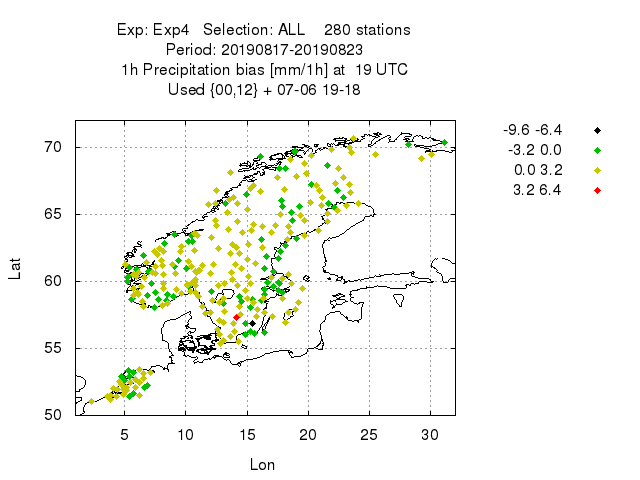 Exp: Exp4   Selection: ALL    280 stations
Period: 20190817-20190823
1h Precipitation bias [mm/1h] at  19 UTC
Used {00,12} + 07-06 19-18
-9.6 -6.4
-3.2 0.0
0.0 3.2
3.2 6.4
70
65
60
55
50
Lat
5 10 15 20 25 30
Lon